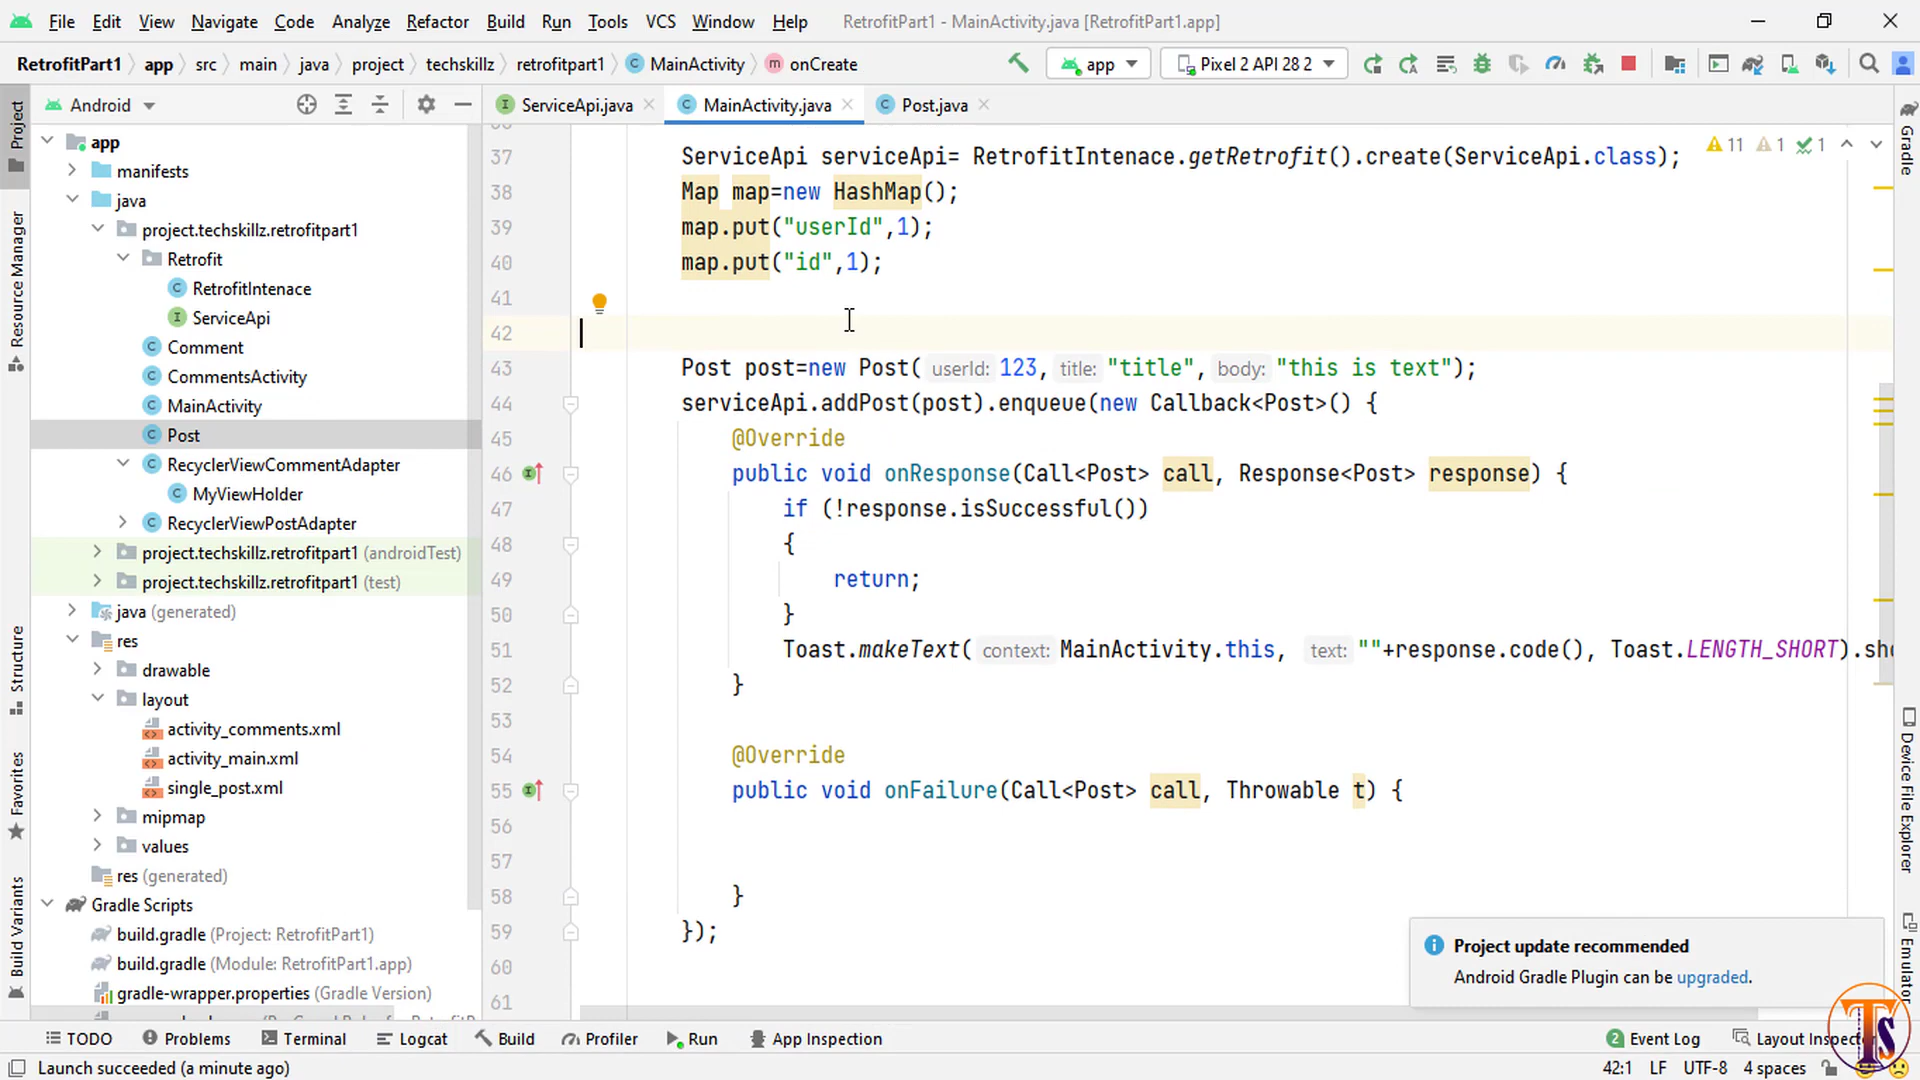 File Edit View Navigate Code Analyze Refactor Build Run Tools VCS Window Help RetrofitPart1 - MainActivity.java [RetrofitPart1.app]
RetrofitPart1 app src main java project techskillz retrofitpart1 MainActivity onCreate app Pixel 2 API 28 2
Android ServiceApi.java MainActivity.java Post.java
Project
Resource Manager
Structure
Favorites
Build Variants
app
manifests
java
project.techskillz.retrofitpart1
Retrofit
RetrofitIntenace
ServiceApi
Comment
CommentsActivity
MainActivity
Post
RecyclerViewCommentAdapter
MyViewHolder
RecyclerViewPostAdapter
project.techskillz.retrofitpart1 (androidTest)
project.techskillz.retrofitpart1 (test)
java (generated)
res
drawable
layout
activity_comments.xml
activity_main.xml
single_post.xml
mipmap
values
res (generated)
Gradle Scripts
build.gradle (Project: RetrofitPart1)
build.gradle (Module: RetrofitPart1.app)
gradle-wrapper.properties (Gradle Version)
11 1 1
37 ServiceApi serviceApi= RetrofitIntenace.getRetrofit().create(ServiceApi.class);
38 Map map=new HashMap();
39 map.put("userId",1);
40 map.put("id",1);
41
42
43 Post post=new Post( userId: 123, title: "title", body: "this is text");
44 serviceApi.addPost(post).enqueue(new Callback<Post>() {
45 @Override
46 public void onResponse(Call<Post> call, Response<Post> response) {
47 if (!response.isSuccessful())
48 {
49 return;
50 }
51 Toast.makeText( context: MainActivity.this, text: ""+response.code(), Toast.LENGTH_SHORT).sho
52 }
53
54 @Override
55 public void onFailure(Call<Post> call, Throwable t) {
56
57
58 }
59 });
60
61
Gradle
Device File Explorer
Emulator
Project update recommended
Android Gradle Plugin can be upgraded.
TS
TODO Problems Terminal Logcat Build Profiler Run App Inspection 2 Event Log Layout Inspecto
Launch succeeded (a minute ago) 42:1 LF UTF-8 4 spaces